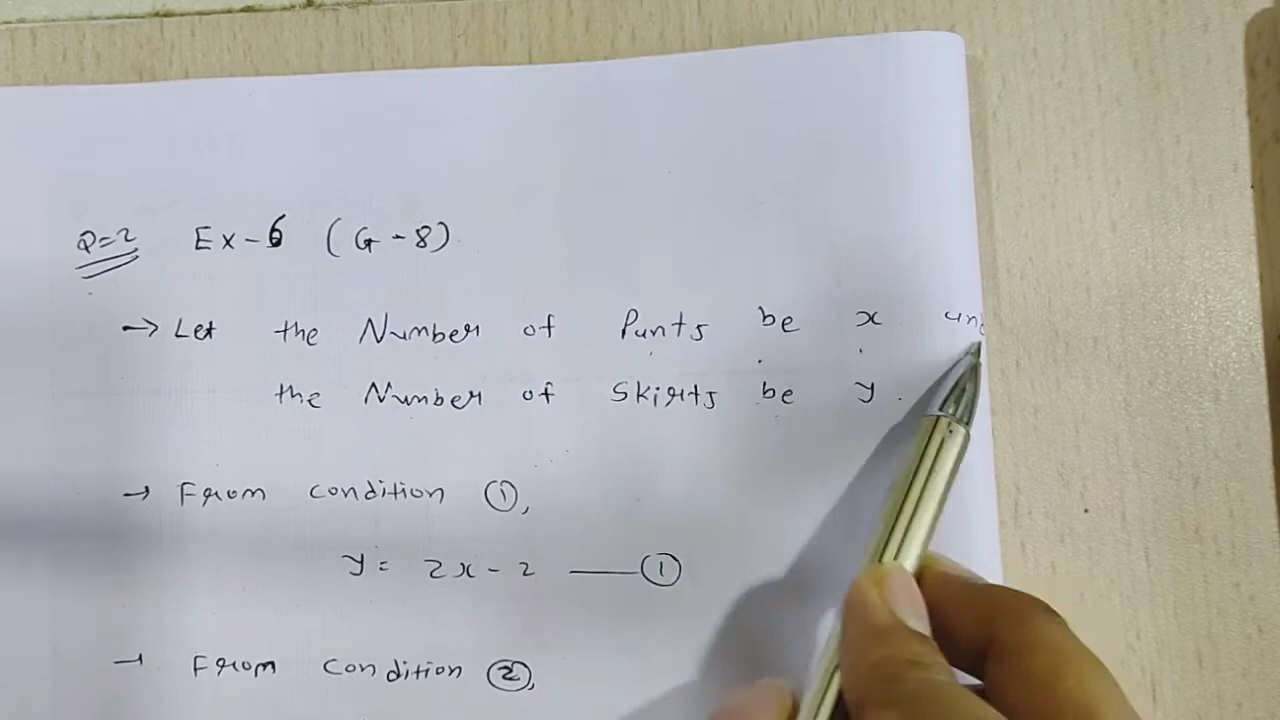 Q=2 Ex-6 (G-8)
→ Let the Number of Pants be x and
the Number of Skirts be y.
→ From condition ①,
y = 2x - 2 —— ①
→ From condition ②,